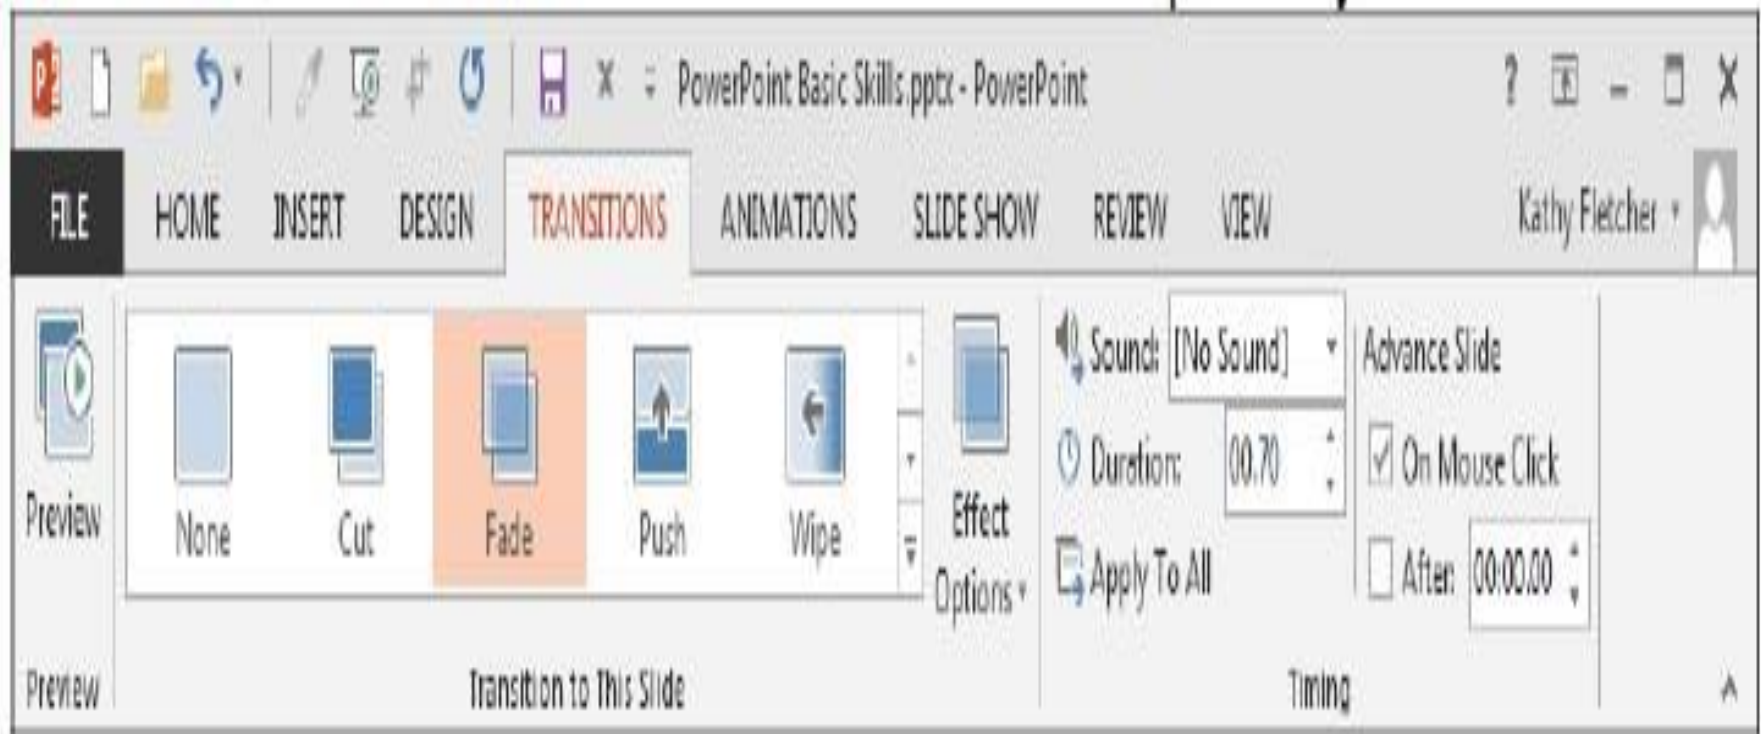 PowerPoint Basic Skills.pptx - PowerPoint
?
FILE HOME INSERT DESIGN TRANSITIONS ANIMATIONS SLIDE SHOW REVIEW VIEW Kathy Fletcher
Preview
None Cut Fade Push Wipe
Effect
Options
Sound: [No Sound]
Duration: 00.70
Apply To All
Advance Slide
On Mouse Click
After: 00:00.00
Preview Transition to This Slide Timing